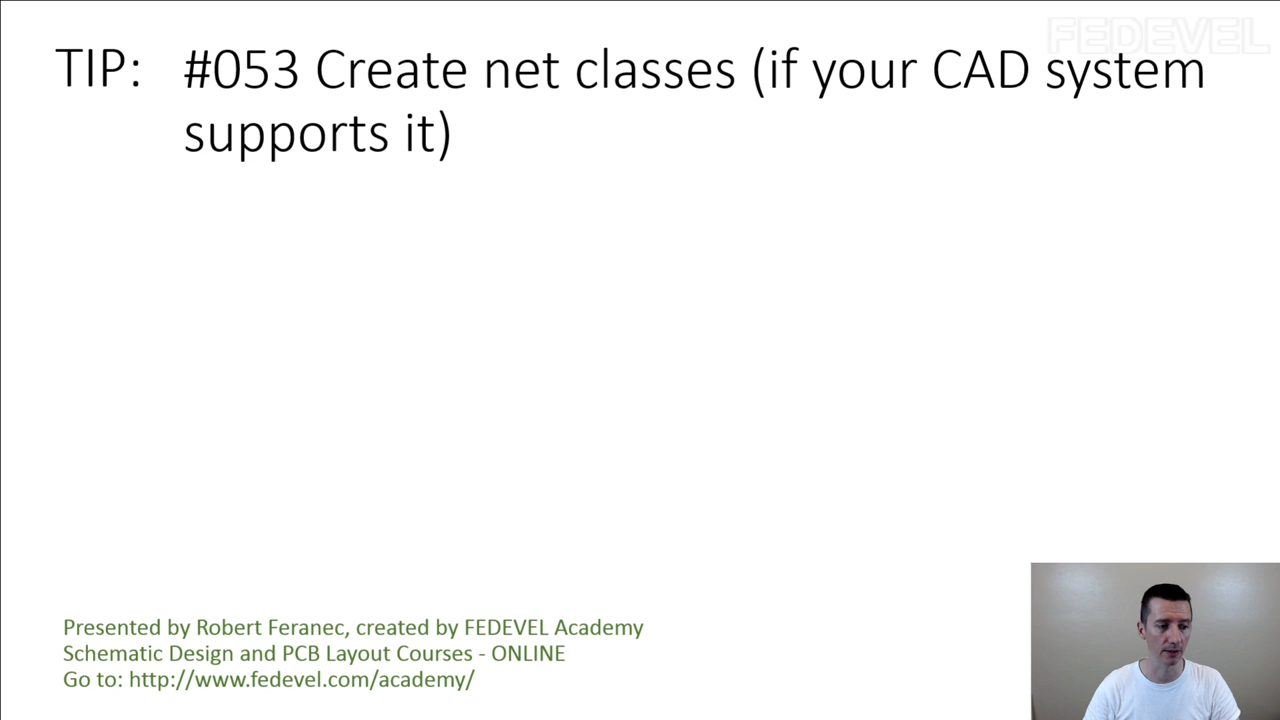 FEDEVEL
TIP: #053 Create net classes (if your CAD system
supports it)
Presented by Robert Feranec, created by FEDEVEL Academy
Schematic Design and PCB Layout Courses - ONLINE
Go to: http://www.fedevel.com/academy/